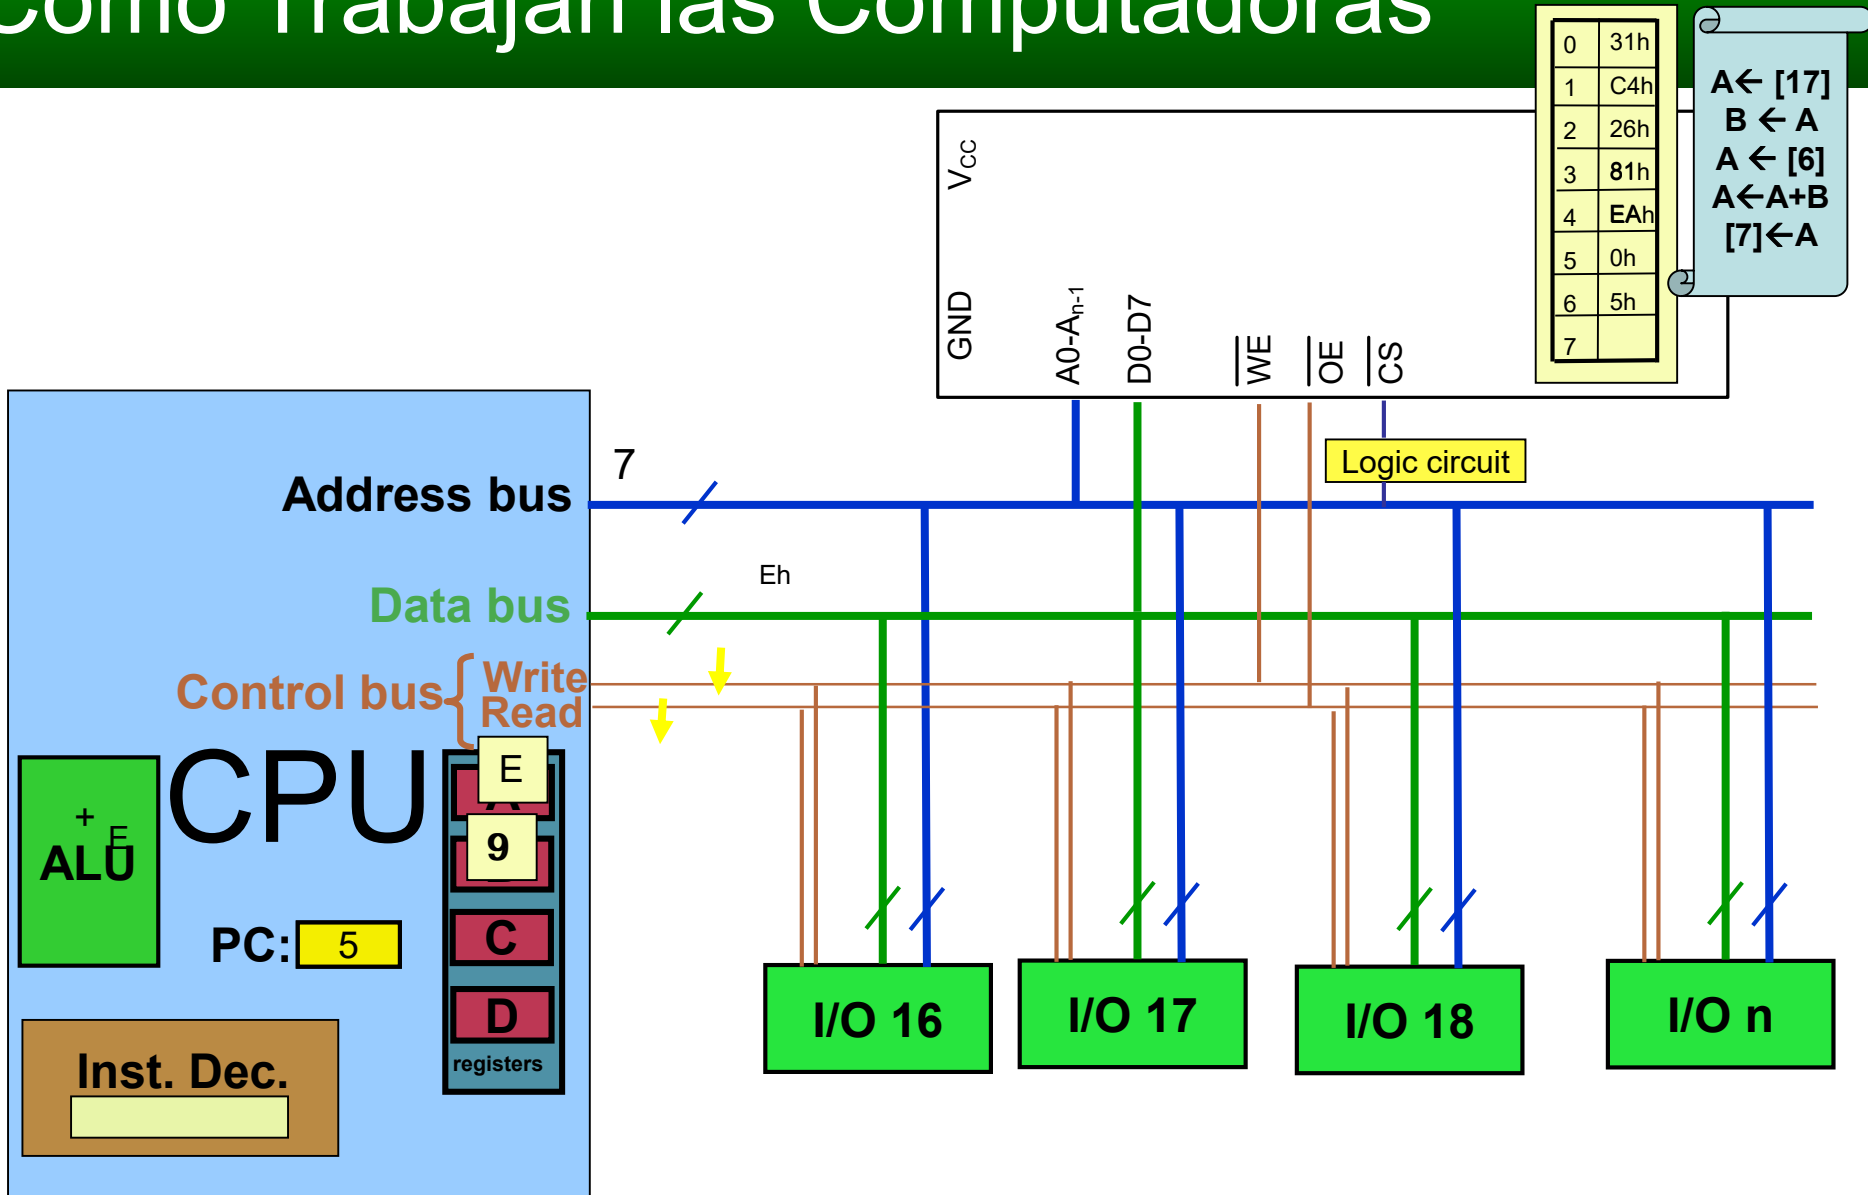 Como Trabajan las Computadoras
0 31h
1 C4h
2 26h
3 81h
4 EAh
5 0h
6 5h
7
A← [17]
B ← A
A ← [6]
A←A+B
[7]←A
VCC
GND
A0-An-1
D0-D7
WE
OE
CS
Logic circuit
7
Address bus
Eh
Data bus
Control bus
Write
Read
CPU
+
E
ALU
E
A
9
C
D
registers
PC: 5
Inst. Dec.
I/O 16
I/O 17
I/O 18
I/O n